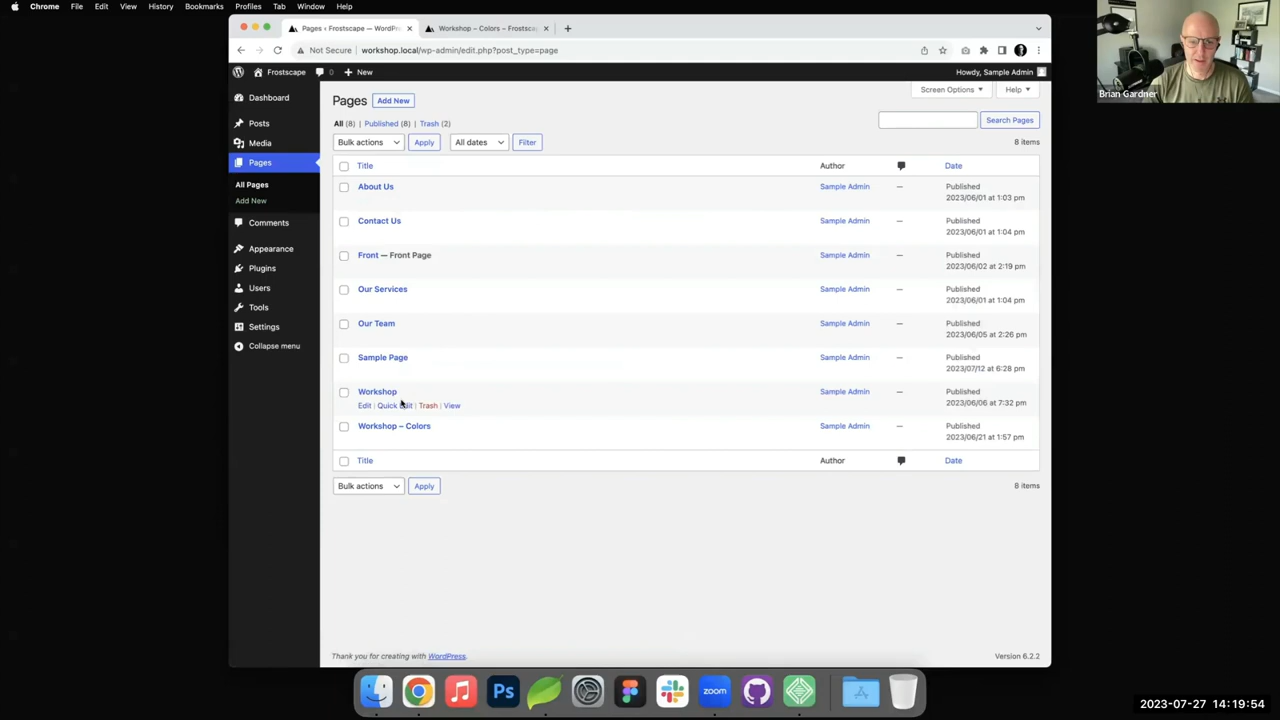 Chrome File Edit View History Bookmarks Profiles Tab Window Help
Pages ‹ Frostscape — WordPre
Workshop – Colors – Frostscap
Not Secure workshop.local/wp-admin/edit.php?post_type=page
Frostscape 0 New Howdy, Sample Admin
Brian Gardner
Screen Options Help
Dashboard
Posts
Media
Pages
All Pages
Add New
Comments
Appearance
Plugins
Users
Tools
Settings
Collapse menu
Pages Add New
All (8) | Published (8) | Trash (2)
Search Pages
Bulk actions Apply All dates Filter 8 items
Title Author Date
About Us Sample Admin — Published
2023/06/01 at 1:03 pm
Contact Us Sample Admin — Published
2023/06/01 at 1:04 pm
Front — Front Page Sample Admin — Published
2023/06/02 at 2:19 pm
Our Services Sample Admin — Published
2023/06/01 at 1:04 pm
Our Team Sample Admin — Published
2023/06/05 at 2:26 pm
Sample Page Sample Admin — Published
2023/07/12 at 6:28 pm
Workshop Sample Admin — Published
Edit | Quick Edit | Trash | View 2023/06/06 at 7:32 pm
Workshop – Colors Sample Admin — Published
2023/06/21 at 1:57 pm
Title Author Date
Bulk actions Apply 8 items
Thank you for creating with WordPress. Version 6.2.2
Ps zoom
2023-07-27 14:19:54